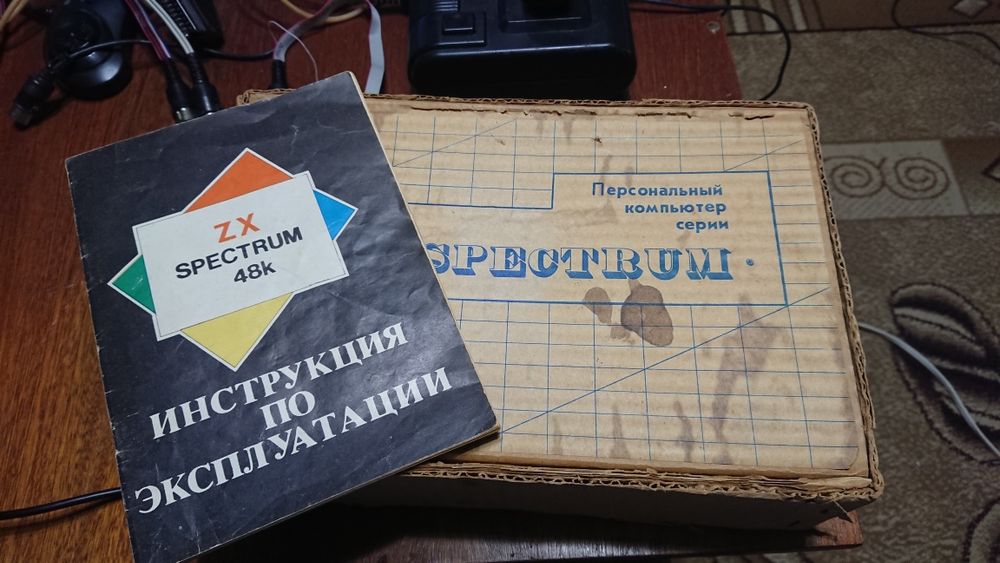 ZX
SPECTRUM
48k
ИНСТРУКЦИЯ
ПО
ЭКСПЛУАТАЦИИ
Персональный
компьютер
серии
SPECTRUM